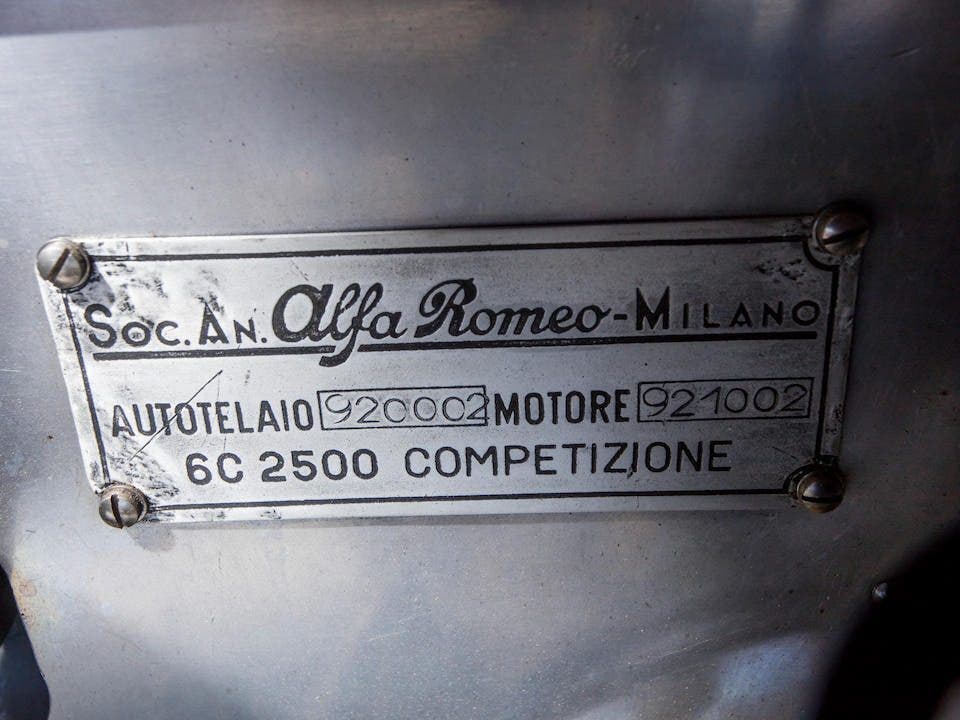 Soc. An. Alfa Romeo - Milano
AUTOTELAIO 920002 MOTORE 921002
6C 2500 COMPETIZIONE